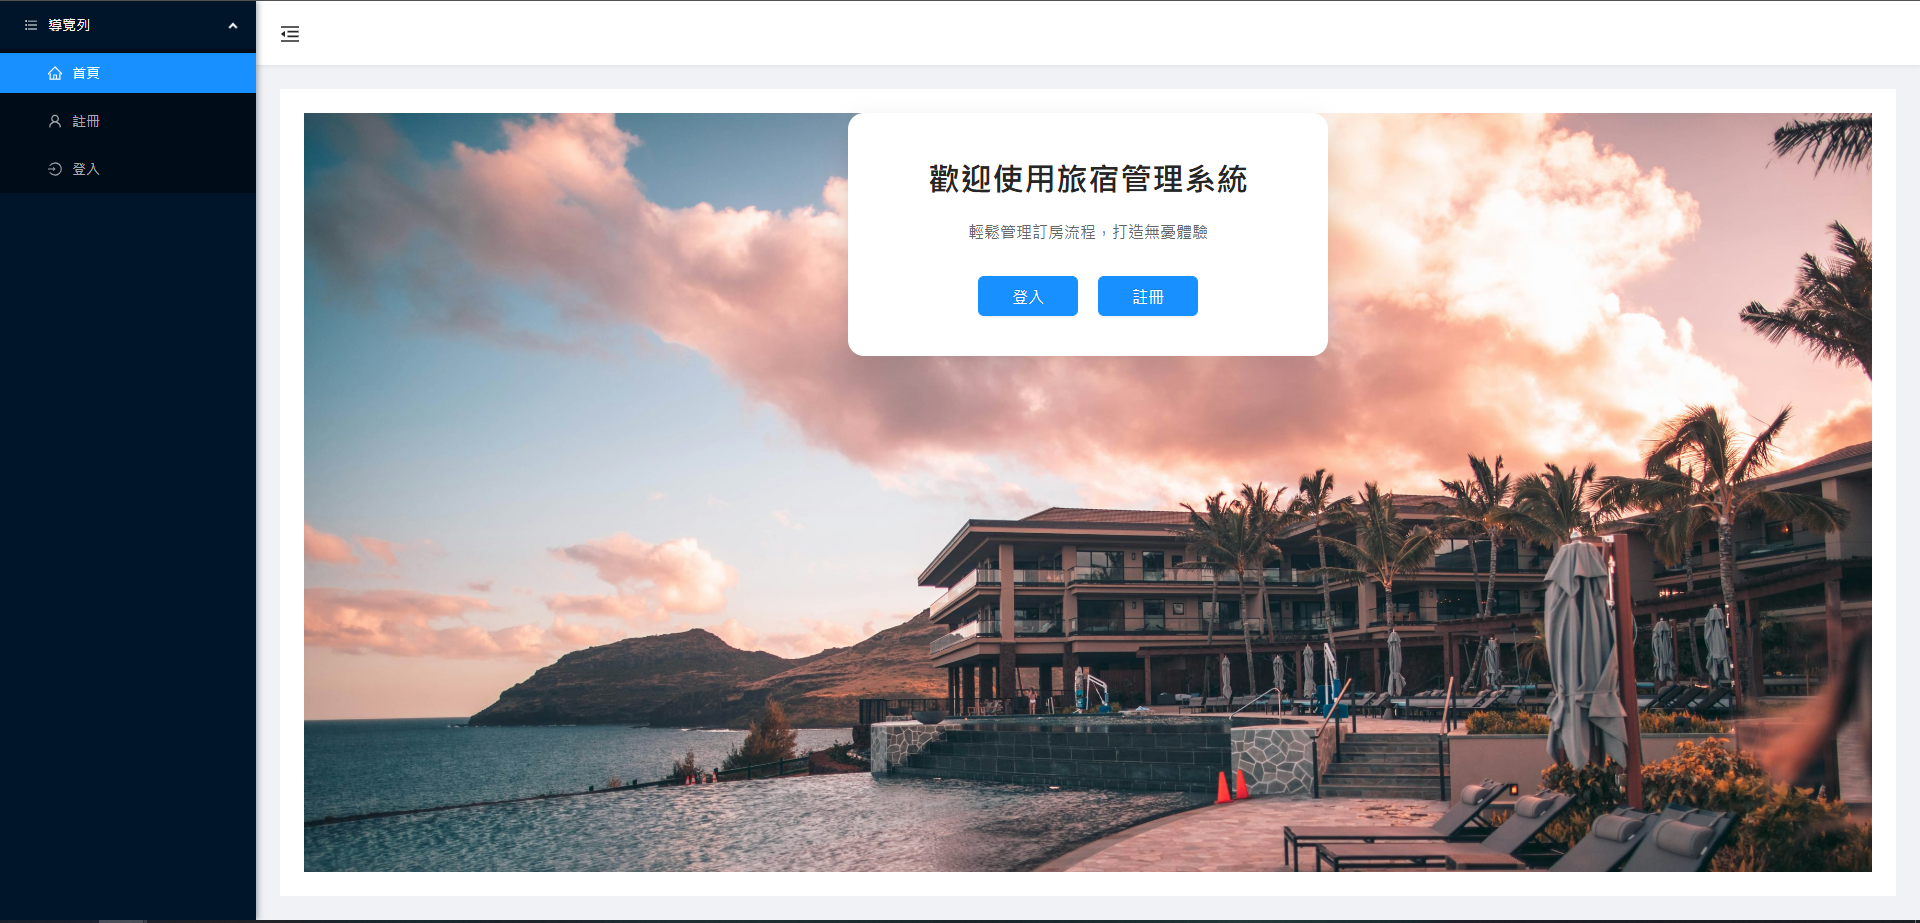 導覽列
首頁
註冊
登入
歡迎使用旅宿管理系統
輕鬆管理訂房流程，打造無憂體驗
登入
註冊